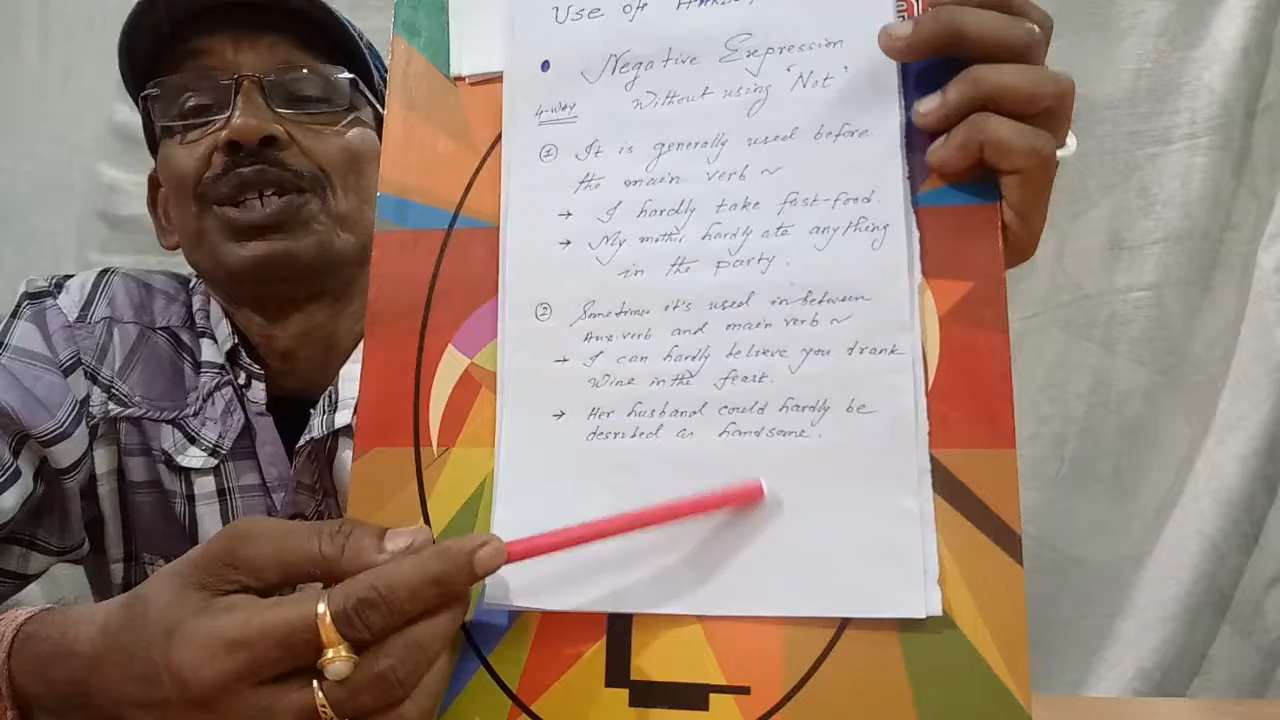 Use of HARDLY
Negative Expression
4-WAY Without using 'Not'
① It is generally used before
the main verb ~
→ I hardly take fast-food.
→ My mother hardly ate anything
in the party.
② Sometimes it's used in between
Aux. verb and main verb ~
→ I can hardly believe you drank
Wine in the feast.
→ Her husband could hardly be
desribed as handsome.